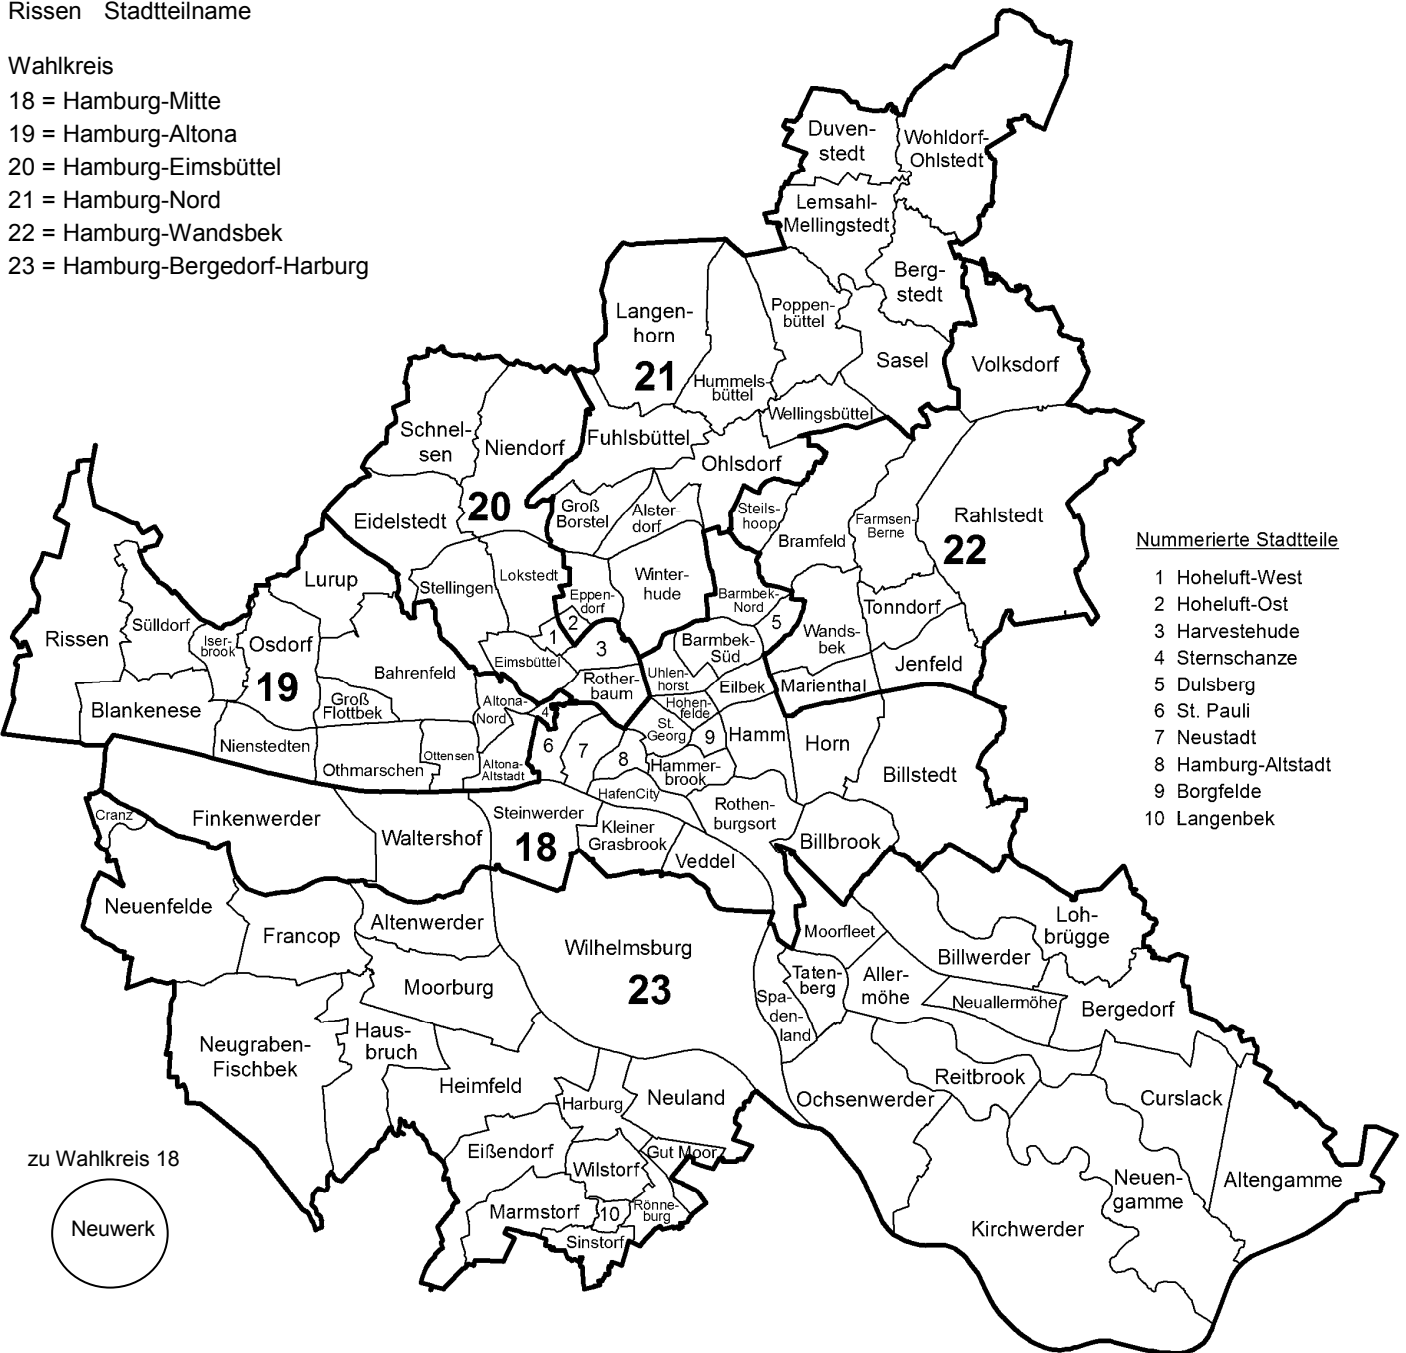 Rissen Stadtteilname
Wahlkreis
18 = Hamburg-Mitte
19 = Hamburg-Altona
20 = Hamburg-Eimsbüttel
21 = Hamburg-Nord
22 = Hamburg-Wandsbek
23 = Hamburg-Bergedorf-Harburg
Duven-
stedt
Wohldorf-
Ohlstedt
Lemsahl-
Mellingstedt
Berg-
stedt
Poppen-
büttel
Langen-
horn
21
Hummels-
büttel
Sasel
Volksdorf
Wellingsbüttel
Schnel-
sen
Niendorf
Fuhlsbüttel
Ohlsdorf
20
Eidelstedt
Groß
Borstel
Alster-
dorf
Steils-
hoop
Bramfeld
Farmsen-
Berne
Rahlstedt
22
Lurup
Stellingen
Lokstedt
Eppen-
dorf
Winter-
hude
Barmbek-
Nord
5
Tonndorf
Rissen
Sülldorf
Iser-
brook
Osdorf
19
Bahrenfeld
Eimsbüttel
1
2
3
Barmbek-
Süd
Wands-
bek
Jenfeld
Blankenese
Groß
Flottbek
Rother-
baum
Uhlen-
horst
Eilbek
Marienthal
Nienstedten
Othmarschen
Ottensen
Altona-
Nord
Altona-
Altstadt
4
6
7
8
St.
Georg
Hohen-
felde
9
Hamm
Horn
Billstedt
Hammer-
brook
HafenCity
Rothen-
burgsort
Billbrook
Cranz
Finkenwerder
Waltershof
Steinwerder
18
Kleiner
Grasbrook
Veddel
Neuenfelde
Francop
Altenwerder
Wilhelmsburg
23
Moorfleet
Billwerder
Loh-
brügge
Moorburg
Spa-
den-
land
Taten-
berg
Aller-
möhe
Neuallermöhe
Bergedorf
Neugraben-
Fischbek
Haus-
bruch
Heimfeld
Harburg
Neuland
Ochsenwerder
Reitbrook
Curslack
Eißendorf
Wilstorf
Gut Moor
Marmstorf
10
Rönne-
burg
Sinstorf
Kirchwerder
Neuen-
gamme
Altengamme
zu Wahlkreis 18
Neuwerk
Nummerierte Stadtteile
1 Hoheluft-West
2 Hoheluft-Ost
3 Harvestehude
4 Sternschanze
5 Dulsberg
6 St. Pauli
7 Neustadt
8 Hamburg-Altstadt
9 Borgfelde
10 Langenbek